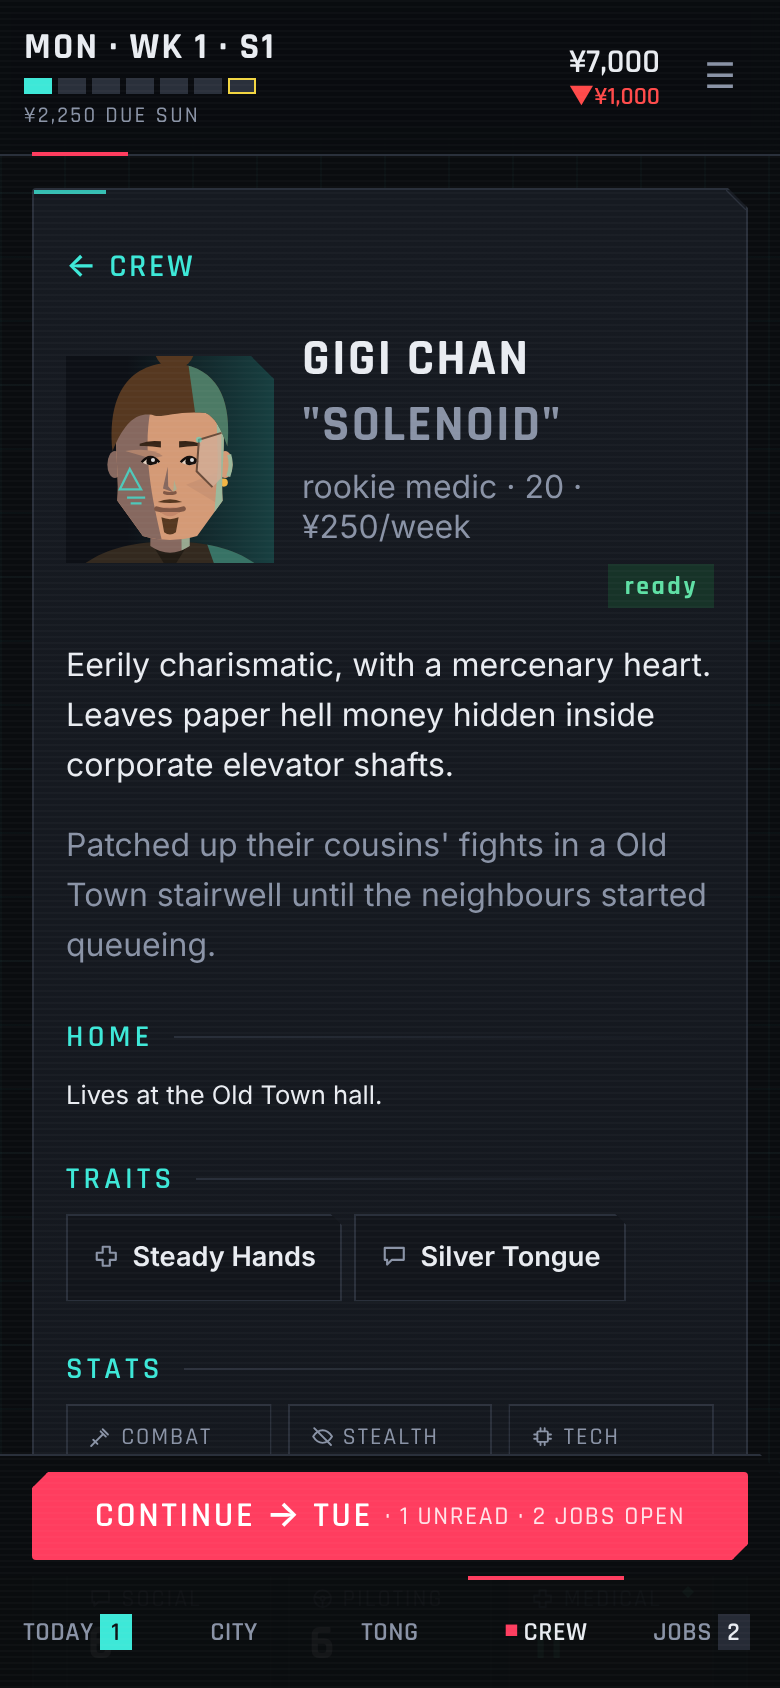 MON · WK 1 · S1
¥2,250 DUE SUN
¥7,000
▼¥1,000
← CREW
GIGI CHAN
"SOLENOID"
rookie medic · 20 ·
¥250/week
ready
Eerily charismatic, with a mercenary heart.
Leaves paper hell money hidden inside
corporate elevator shafts.
Patched up their cousins' fights in a Old
Town stairwell until the neighbours started
queueing.
HOME
Lives at the Old Town hall.
TRAITS
Steady Hands
Silver Tongue
STATS
COMBAT
STEALTH
TECH
CONTINUE → TUE · 1 UNREAD · 2 JOBS OPEN
SOCIAL
PILOTING
MEDICAL
6
TODAY 1
CITY
TONG
CREW
JOBS 2